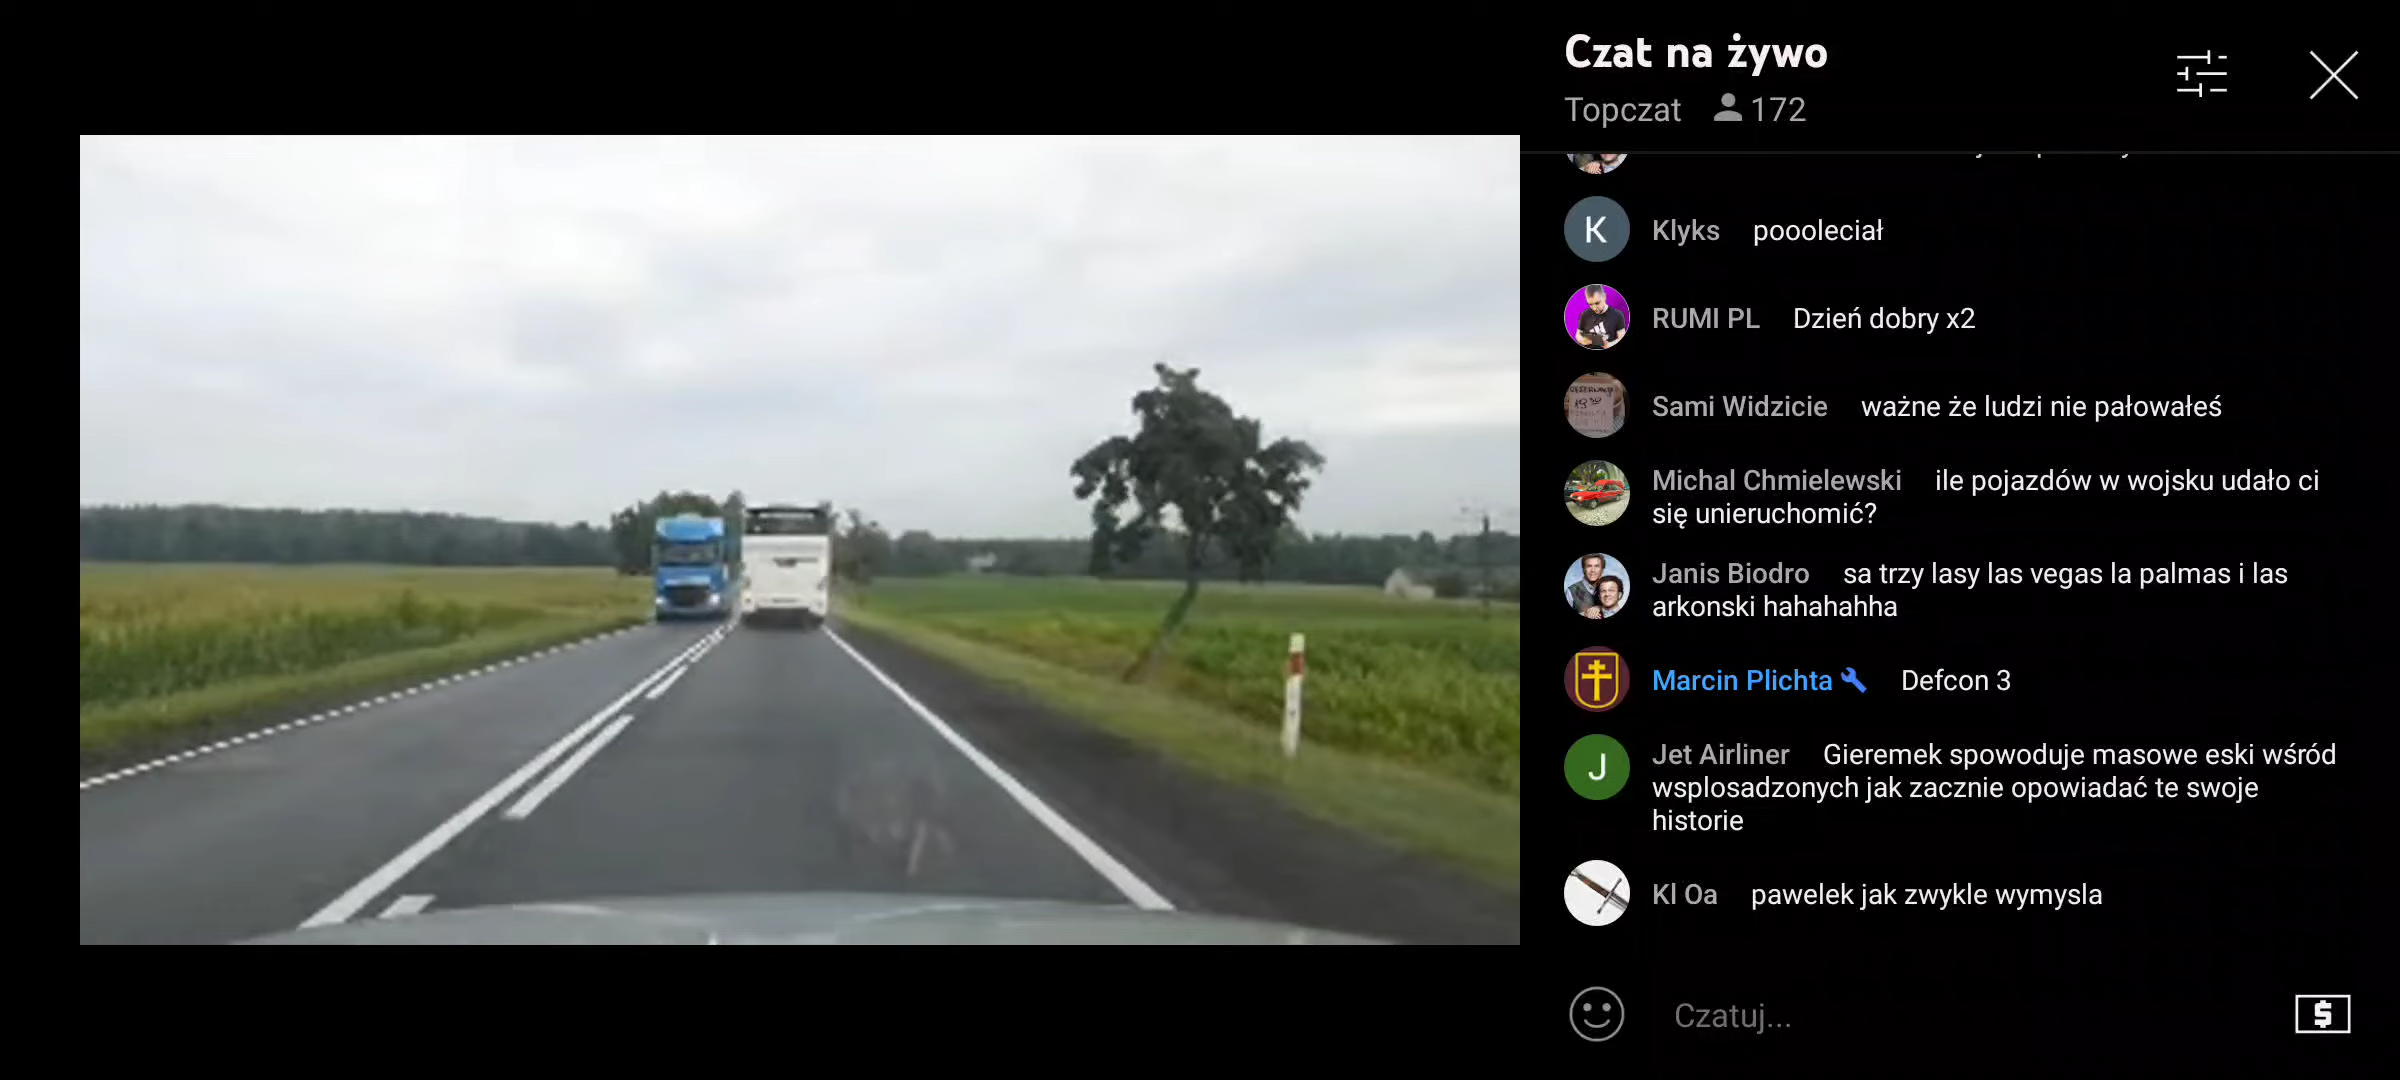 Czat na żywo
Topczat 172
K Klyks poooleciał
RUMI PL Dzień dobry x2
Sami Widzicie ważne że ludzi nie pałowałeś
Michal Chmielewski ile pojazdów w wojsku udało ci
się unieruchomić?
Janis Biodro sa trzy lasy las vegas la palmas i las
arkonski hahahahha
Marcin Plichta Defcon 3
J Jet Airliner Gieremek spowoduje masowe eski wśród
wsplosadzonych jak zacznie opowiadać te swoje
historie
Kl Oa pawelek jak zwykle wymysla
Czatuj...
$